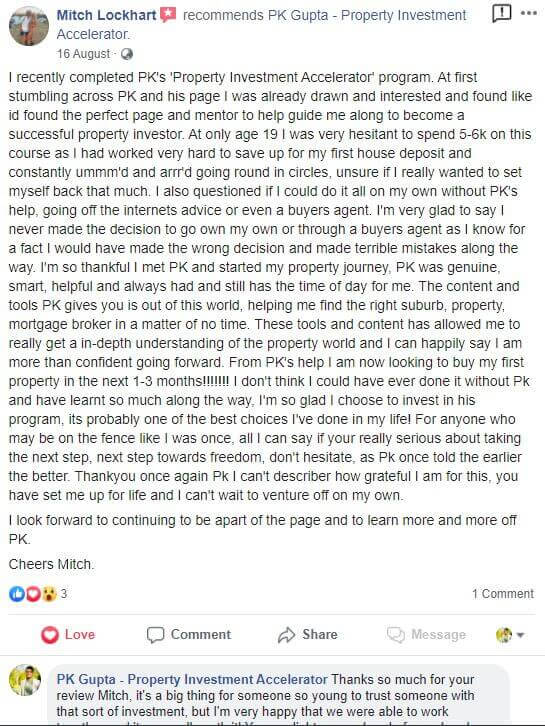 Mitch Lockhart recommends PK Gupta - Property Investment
Accelerator.
16 August ·
I recently completed PK's 'Property Investment Accelerator' program. At first
stumbling across PK and his page I was already drawn and interested and found like
id found the perfect page and mentor to help guide me along to become a
successful property investor. At only age 19 I was very hesitant to spend 5-6k on this
course as I had worked very hard to save up for my first house deposit and
constantly ummm'd and arrr'd going round in circles, unsure if I really wanted to set
myself back that much. I also questioned if I could do it all on my own without PK's
help, going off the internets advice or even a buyers agent. I'm very glad to say I
never made the decision to go own my own or through a buyers agent as I know for
a fact I would have made the wrong decision and made terrible mistakes along the
way. I'm so thankful I met PK and started my property journey, PK was genuine,
smart, helpful and always had and still has the time of day for me. The content and
tools PK gives you is out of this world, helping me find the right suburb, property,
mortgage broker in a matter of no time. These tools and content has allowed me to
really get a in-depth understanding of the property world and I can happily say I am
more than confident going forward. From PK's help I am now looking to buy my first
property in the next 1-3 months!!!!!!! I don't think I could have ever done it without Pk
and have learnt so much along the way, I'm so glad I choose to invest in his
program, its probably one of the best choices I've done in my life! For anyone who
may be on the fence like I was once, all I can say if your really serious about taking
the next step, next step towards freedom, don't hesitate, as Pk once told the earlier
the better. Thankyou once again Pk I can't describer how grateful I am for this, you
have set me up for life and I can't wait to venture off on my own.
I look forward to continuing to be apart of the page and to learn more and more off
PK.
Cheers Mitch.
3
1 Comment
Love
Comment
Share
Message
PK Gupta - Property Investment Accelerator Thanks so much for your
review Mitch, it's a big thing for someone so young to trust someone with
that sort of investment, but I'm very happy that we were able to work